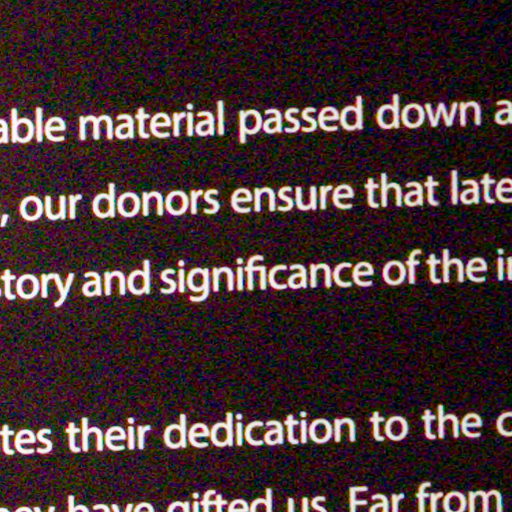 able material passed down a
, our donors ensure that late
story and significance of the i
tes their dedication to the
have gifted us. Far from